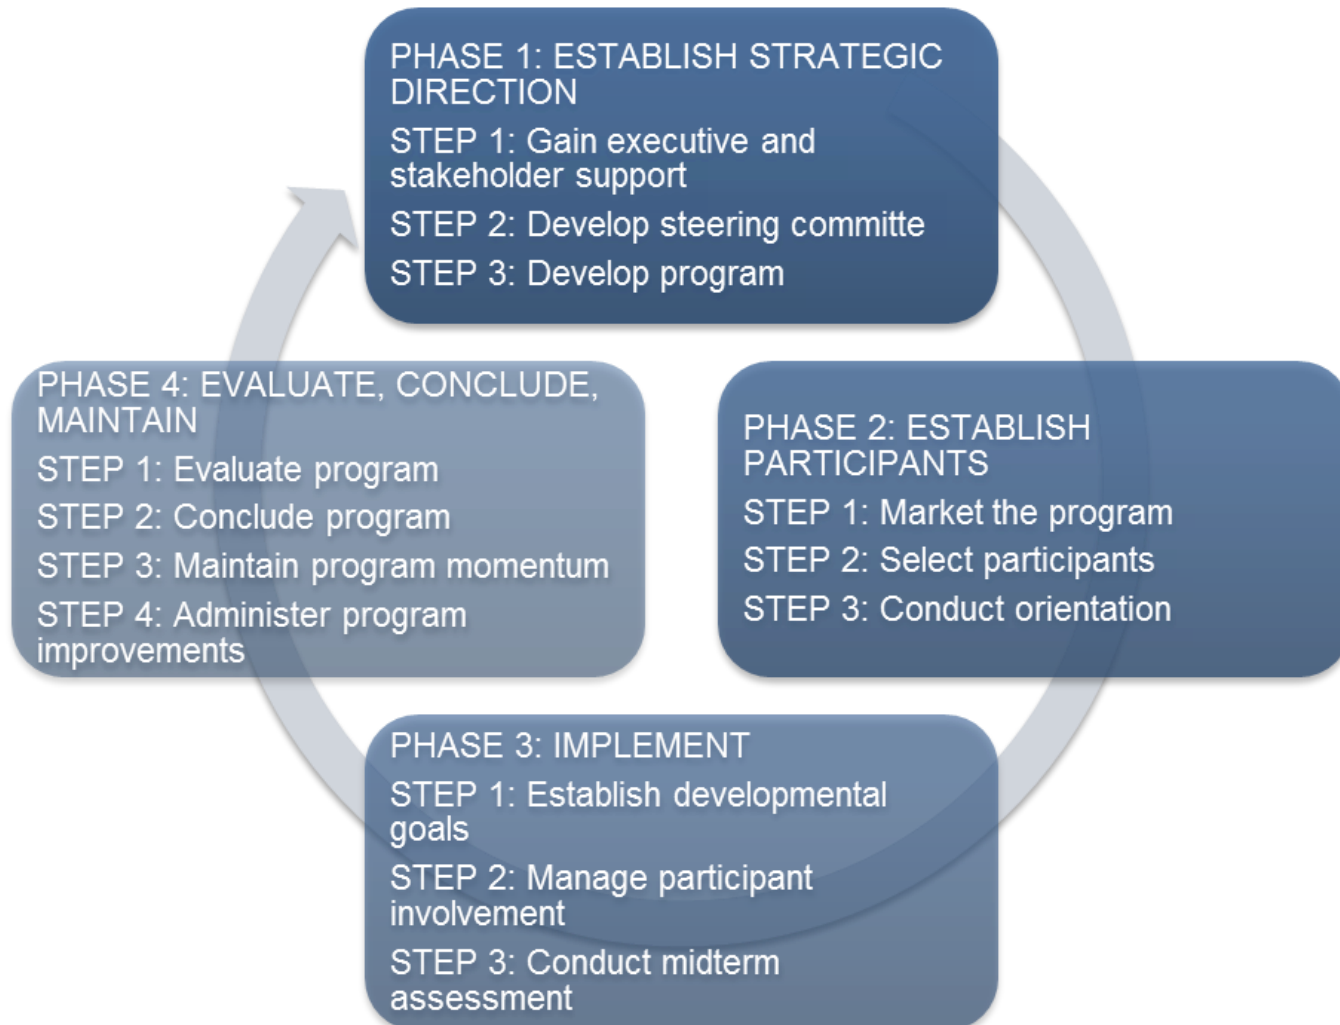 PHASE 1: ESTABLISH STRATEGIC
DIRECTION
STEP 1: Gain executive and
stakeholder support
STEP 2: Develop steering committe
STEP 3: Develop program
PHASE 2: ESTABLISH
PARTICIPANTS
STEP 1: Market the program
STEP 2: Select participants
STEP 3: Conduct orientation
PHASE 3: IMPLEMENT
STEP 1: Establish developmental
goals
STEP 2: Manage participant
involvement
STEP 3: Conduct midterm
assessment
PHASE 4: EVALUATE, CONCLUDE,
MAINTAIN
STEP 1: Evaluate program
STEP 2: Conclude program
STEP 3: Maintain program momentum
STEP 4: Administer program
improvements